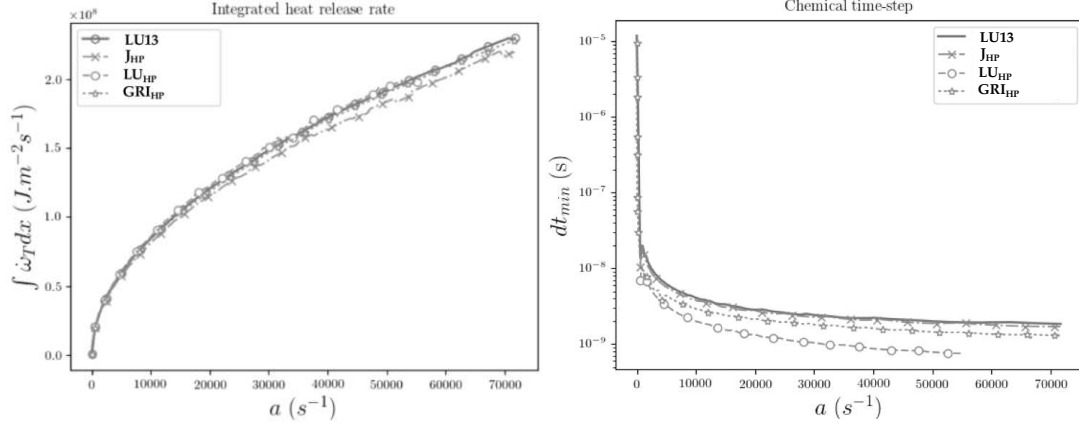 Integrated heat release rate
×10⁸
LU13
J_HP
LU_HP
GRI_HP
2.0
1.5
1.0
0.5
0.0
∫ ω̇_T dx (J.m⁻²s⁻¹)
0 10000 20000 30000 40000 50000 60000 70000
a (s⁻¹)
Chemical time-step
LU13
J_HP
LU_HP
GRI_HP
10⁻⁵
10⁻⁶
10⁻⁷
10⁻⁸
10⁻⁹
dt_min (s)
0 10000 20000 30000 40000 50000 60000 70000
a (s⁻¹)